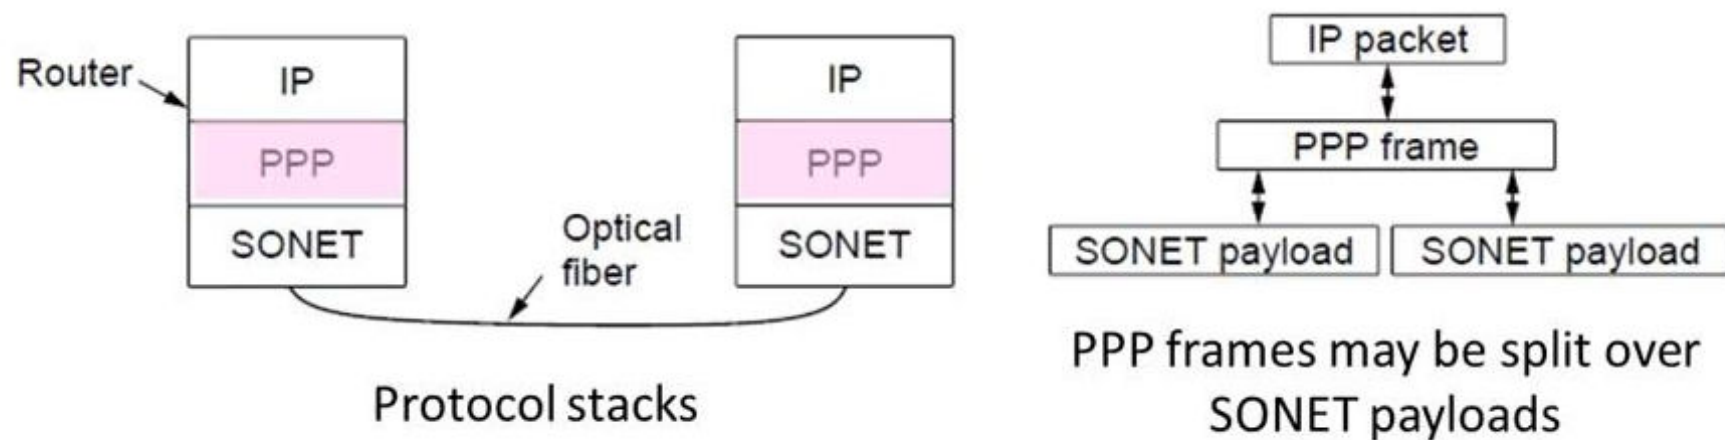 Router
IP
PPP
SONET
Optical
fiber
IP
PPP
SONET
Protocol stacks
IP packet
PPP frame
SONET payload
SONET payload
PPP frames may be split over
SONET payloads